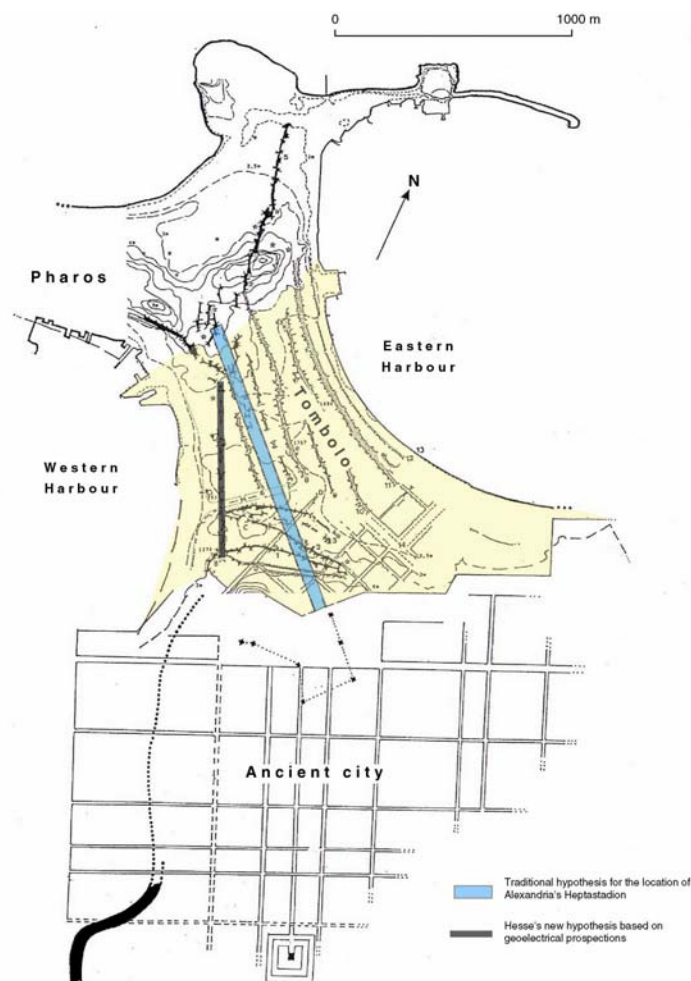 0 1000 m
N
Pharos
Eastern
Harbour
Tombolo
Western
Harbour
Ancient city
Traditional hypothesis for the location of
Alexandria's Heptastadion
Hesse's new hypothesis based on
geoelectrical prospections